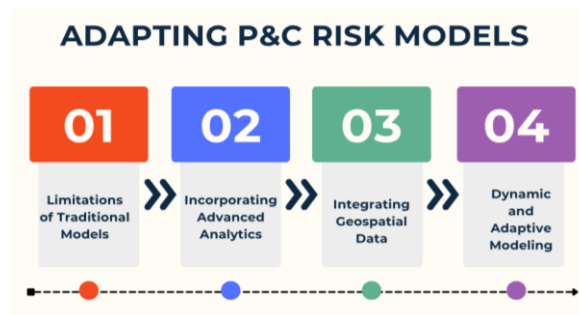 ADAPTING P&C RISK MODELS
01
02
03
04
Limitations
of Traditional
Models
Incorporating
Advanced
Analytics
Integrating
Geospatial
Data
Dynamic
and
Adaptive
Modeling